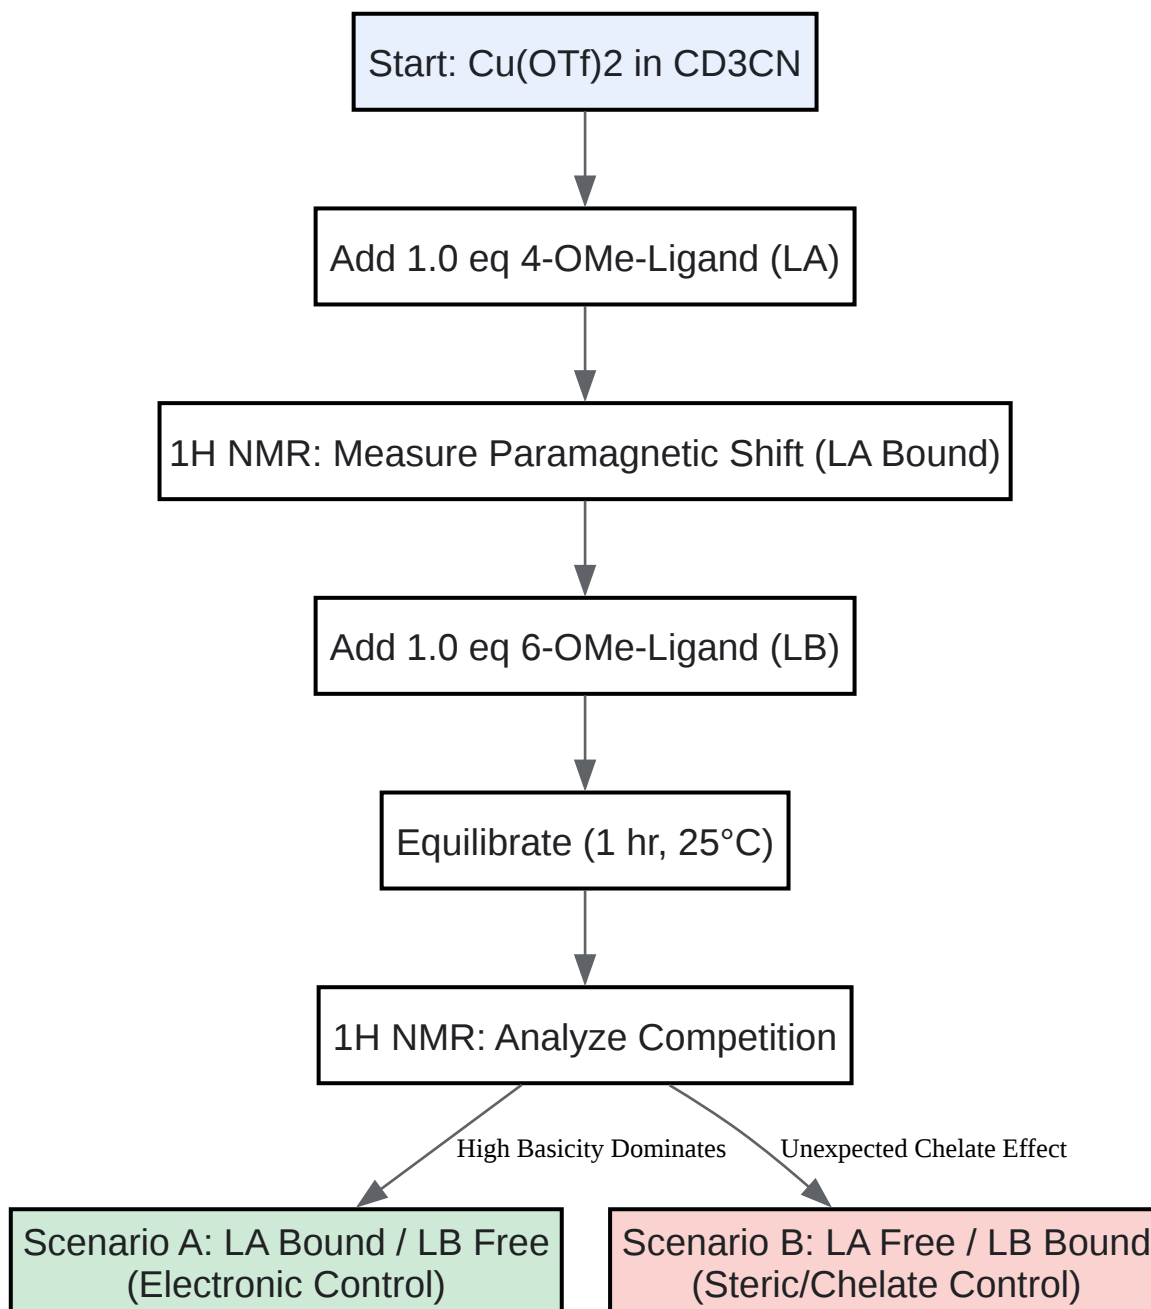 Start: Cu(OTf)2 in CD3CN
Add 1.0 eq 4-OMe-Ligand (LA)
1H NMR: Measure Paramagnetic Shift (LA Bound)
Add 1.0 eq 6-OMe-Ligand (LB)
Equilibrate (1 hr, 25°C)
1H NMR: Analyze Competition
High Basicity Dominates
Unexpected Chelate Effect
Scenario A: LA Bound / LB Free
(Electronic Control)
Scenario B: LA Free / LB Bound
(Steric/Chelate Control)